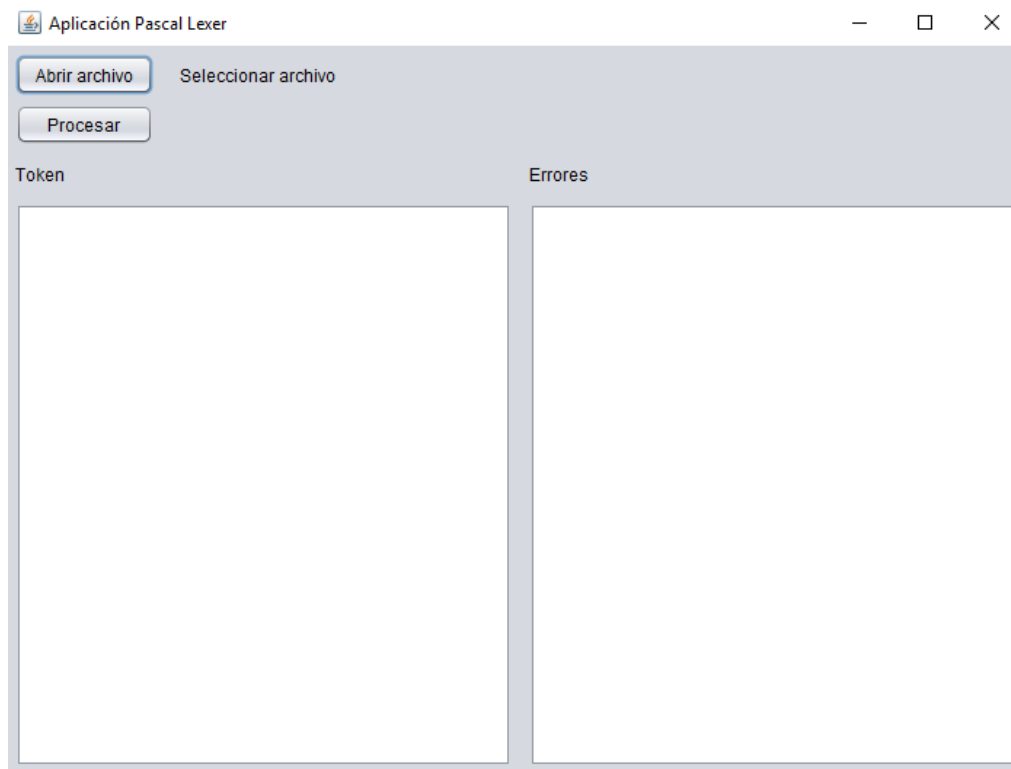 Aplicación Pascal Lexer
Abrir archivo Seleccionar archivo
Procesar
Token Errores